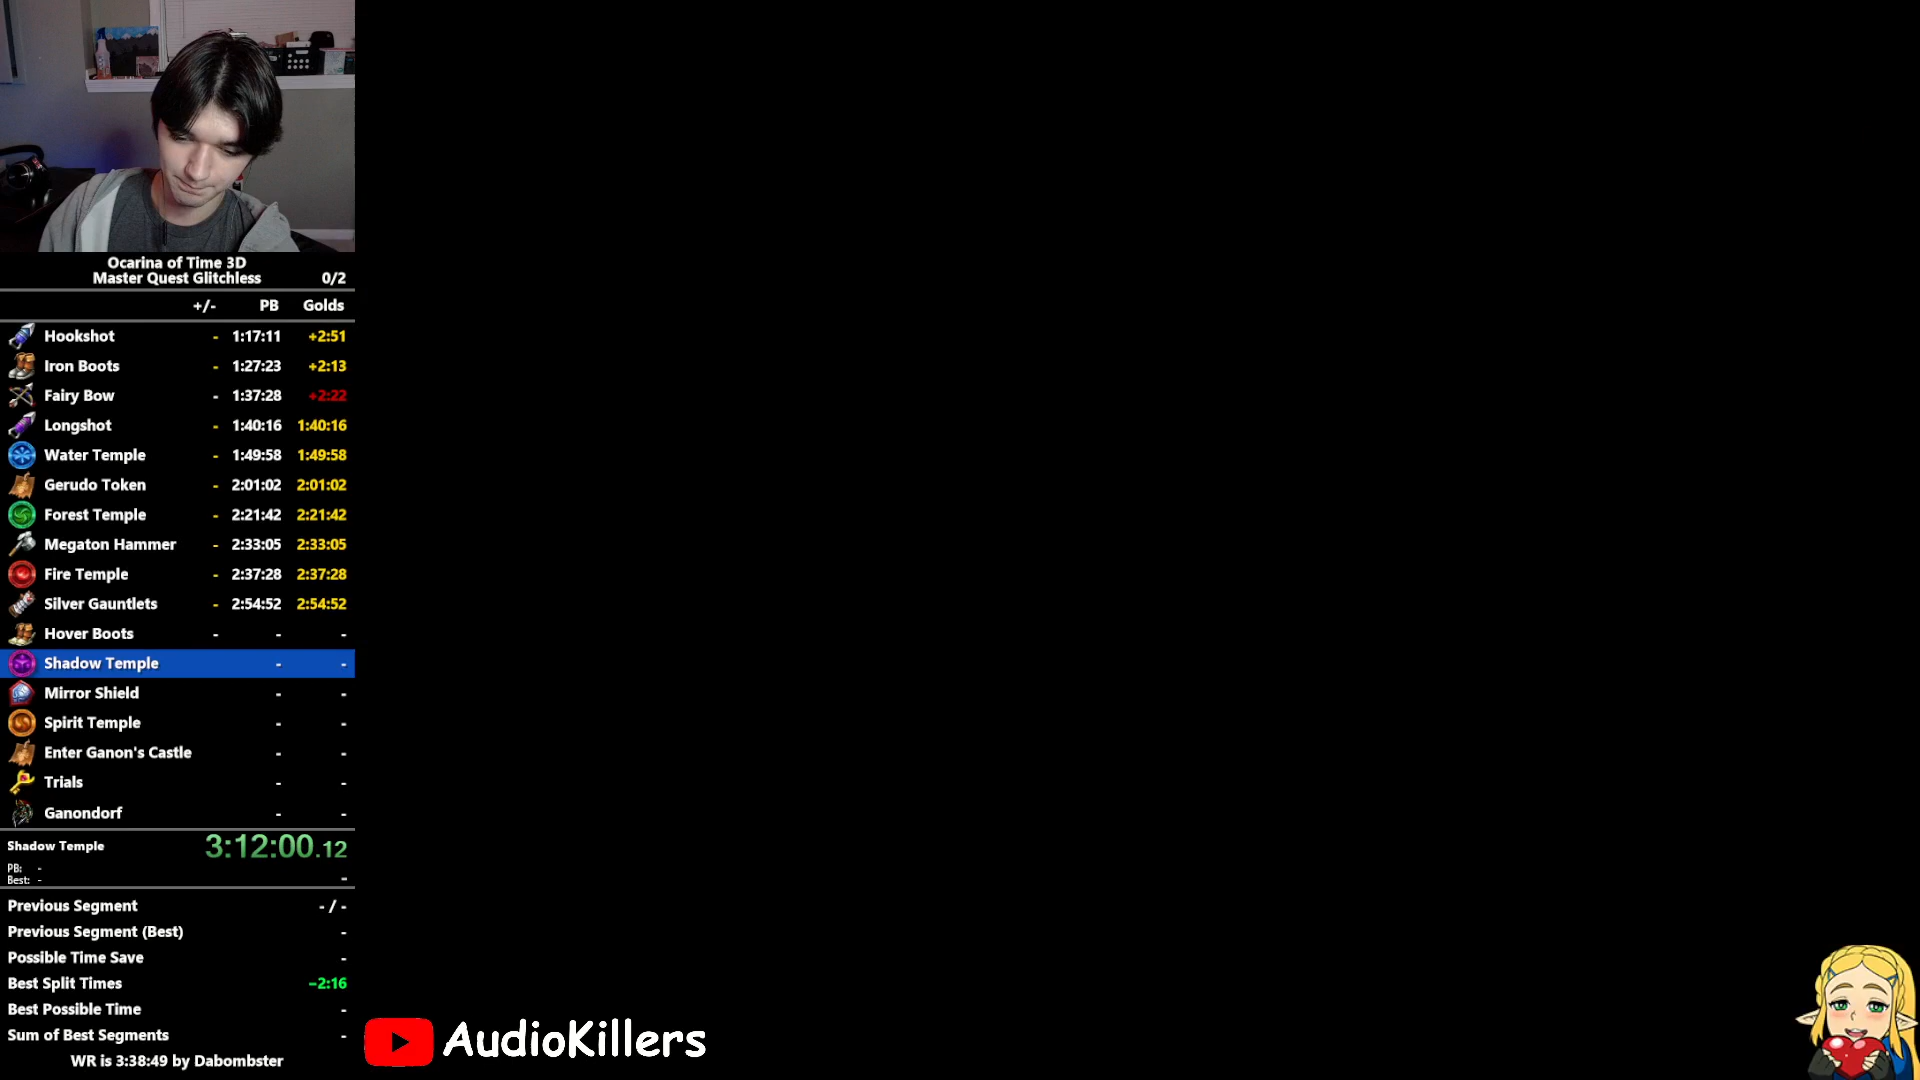 Ocarina of Time 3D
Master Quest Glitchless 0/2
+/- PB Golds
Hookshot - 1:17:11 +2:51
Iron Boots - 1:27:23 +2:13
Fairy Bow - 1:37:28 +2:22
Longshot - 1:40:16 1:40:16
Water Temple - 1:49:58 1:49:58
Gerudo Token - 2:01:02 2:01:02
Forest Temple - 2:21:42 2:21:42
Megaton Hammer - 2:33:05 2:33:05
Fire Temple - 2:37:28 2:37:28
Silver Gauntlets - 2:54:52 2:54:52
Hover Boots - - -
Shadow Temple - -
Mirror Shield - -
Spirit Temple - -
Enter Ganon's Castle - -
Trials - -
Ganondorf - -
Shadow Temple 3:12:00.12
PB: -
Best: - -
Previous Segment - / -
Previous Segment (Best) -
Possible Time Save -
Best Split Times −2:16
Best Possible Time -
Sum of Best Segments -
WR is 3:38:49 by Dabombster
AudioKillers